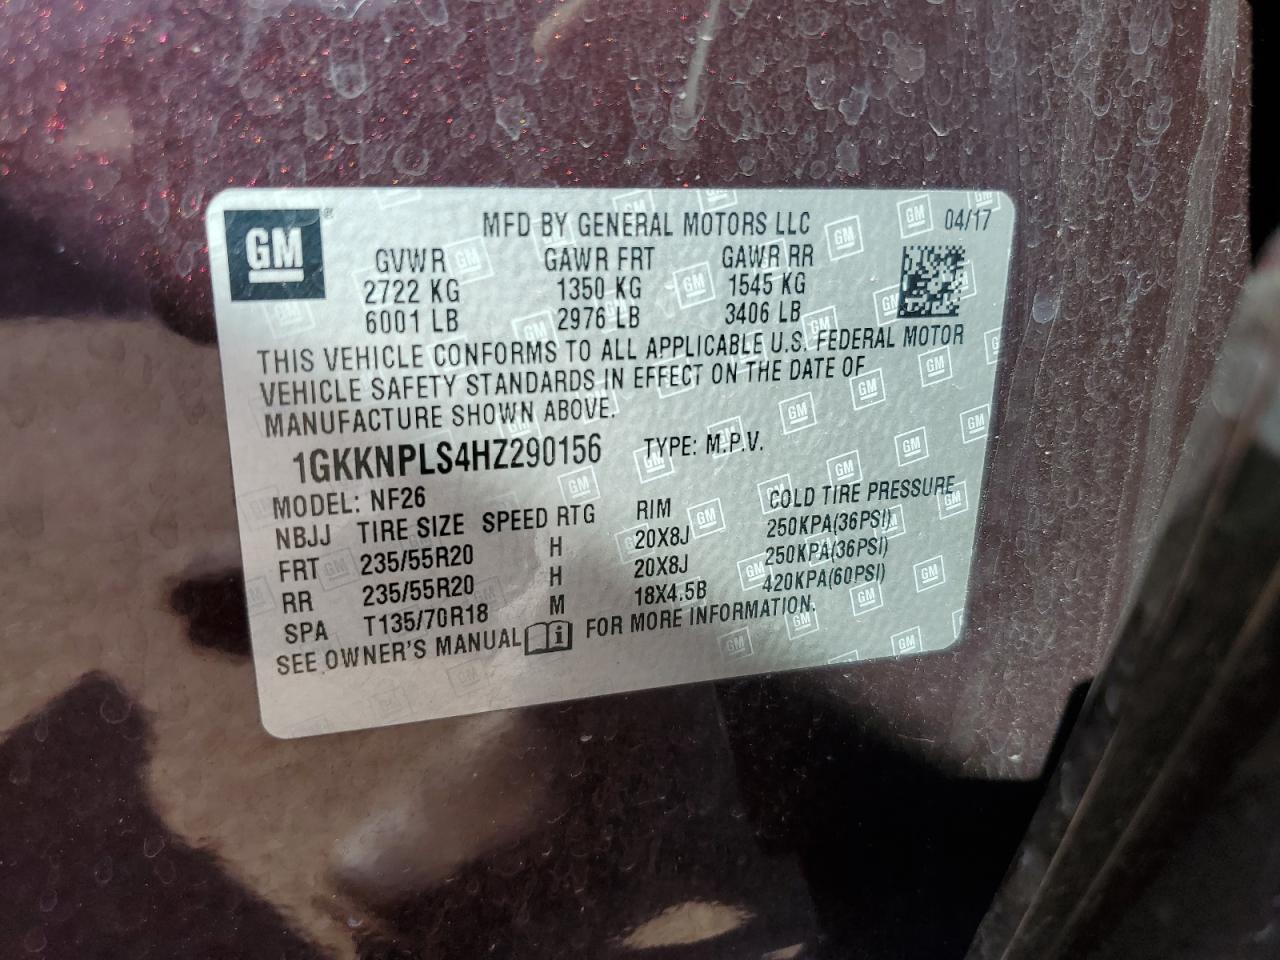 GM
MFD BY GENERAL MOTORS LLC 04/17
GVWR GAWR FRT GAWR RR
2722 KG 1350 KG 1545 KG
6001 LB 2976 LB 3406 LB
THIS VEHICLE CONFORMS TO ALL APPLICABLE U.S. FEDERAL MOTOR
VEHICLE SAFETY STANDARDS IN EFFECT ON THE DATE OF
MANUFACTURE SHOWN ABOVE.
1GKKNPLS4HZ290156 TYPE: M.P.V.
MODEL: NF26
NBJJ TIRE SIZE SPEED RTG RIM COLD TIRE PRESSURE
FRT 235/55R20 H 20X8J 250KPA(36PSI)
RR 235/55R20 H 20X8J 250KPA(36PSI)
SPA T135/70R18 M 18X4.5B 420KPA(60PSI)
SEE OWNER'S MANUAL FOR MORE INFORMATION.